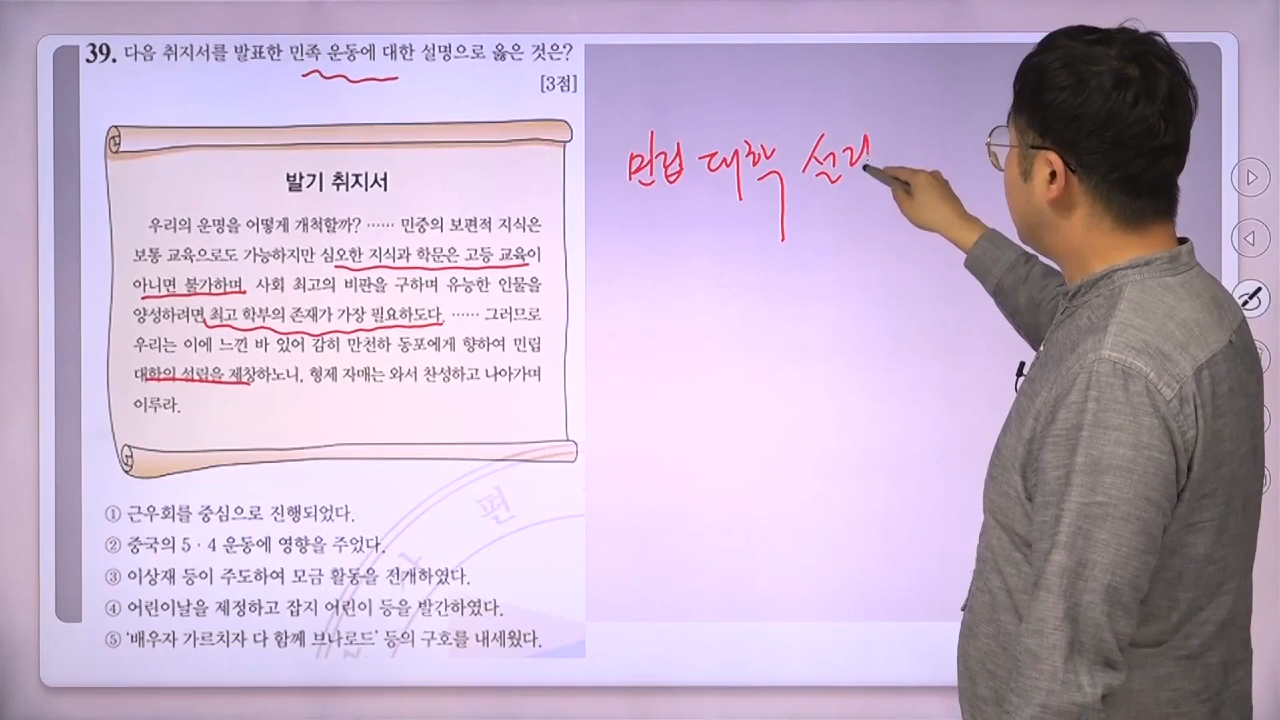 39. 다음 취지서를 발표한 민족 운동에 대한 설명으로 옳은 것은?
[3점]
발기 취지서
우리의 운명을 어떻게 개척할까? …… 민중의 보편적 지식은
보통 교육으로도 가능하지만 심오한 지식과 학문은 고등 교육이
아니면 불가하며, 사회 최고의 비판을 구하며 유능한 인물을
양성하려면 최고 학부의 존재가 가장 필요하도다. …… 그러므로
우리는 이에 느낀 바 있어 감히 만천하 동포에게 향하여 민립
대학의 설립을 제창하노니, 형제 자매는 와서 찬성하고 나아가며
이루라.
① 근우회를 중심으로 진행되었다.
② 중국의 5·4 운동에 영향을 주었다.
③ 이상재 등이 주도하여 모금 활동을 전개하였다.
④ 어린이날을 제정하고 잡지 어린이 등을 발간하였다.
⑤ '배우자 가르치자 다 함께 브나로드' 등의 구호를 내세웠다.
민립 대학 설리
편